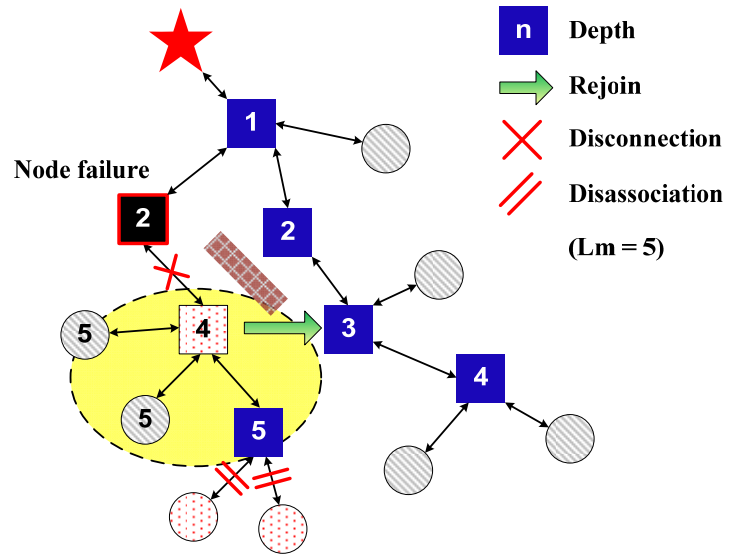 n Depth
Rejoin
1
Disconnection
Node failure
Disassociation
2
2
(Lm = 5)
5
4
3
4
5
5